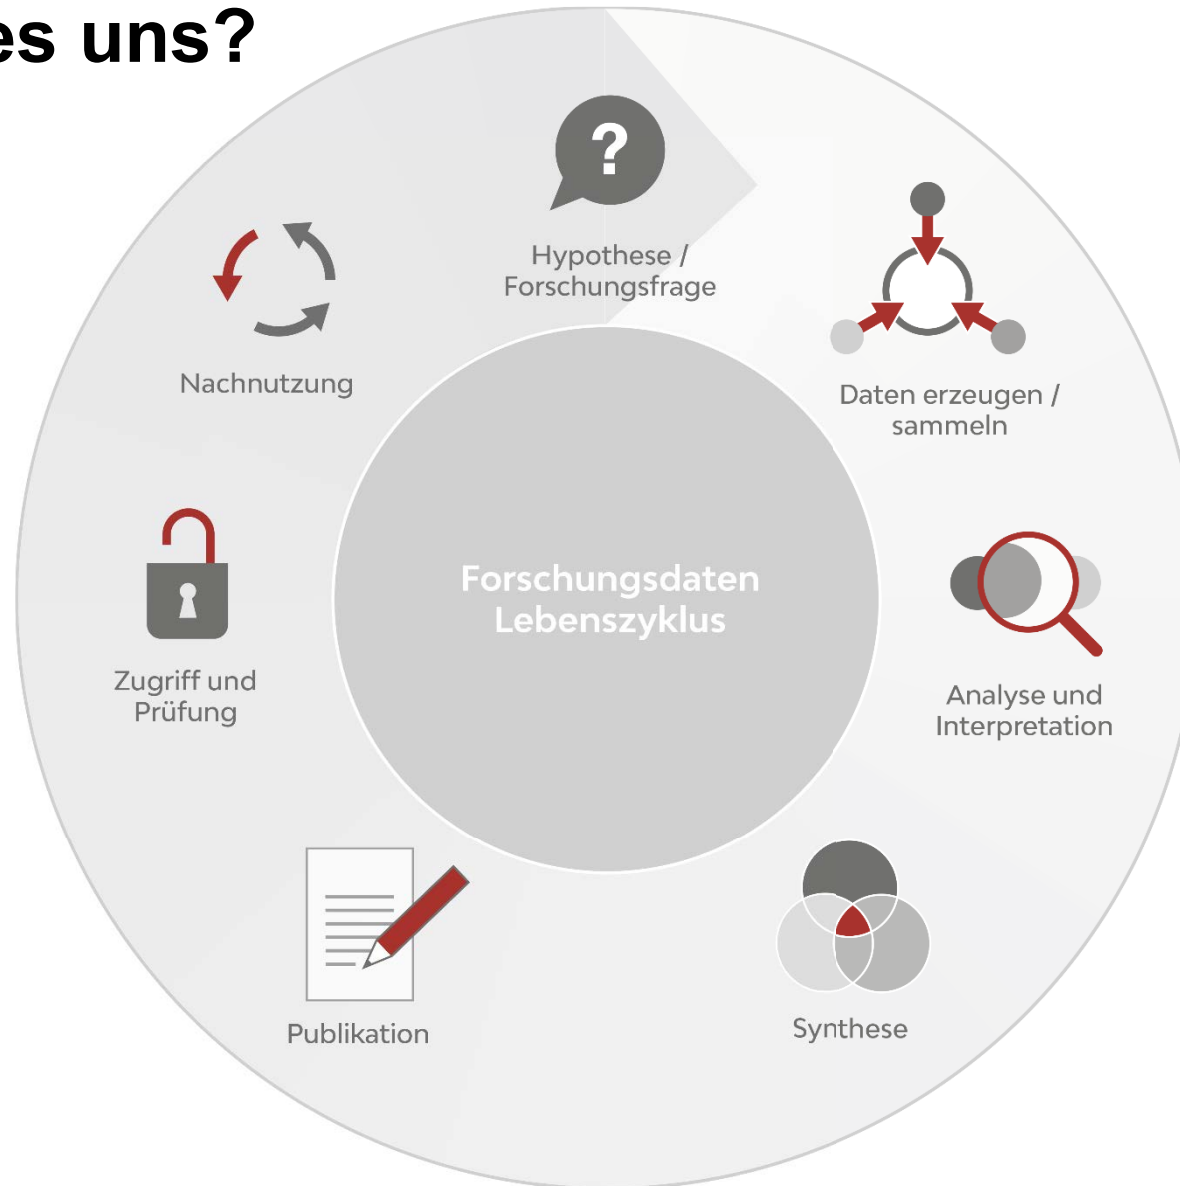 es uns?
?
Hypothese /
Forschungsfrage
Daten erzeugen /
sammeln
Analyse und
Interpretation
Synthese
Publikation
Zugriff und
Prüfung
Nachnutzung
Forschungsdaten
Lebenszyklus